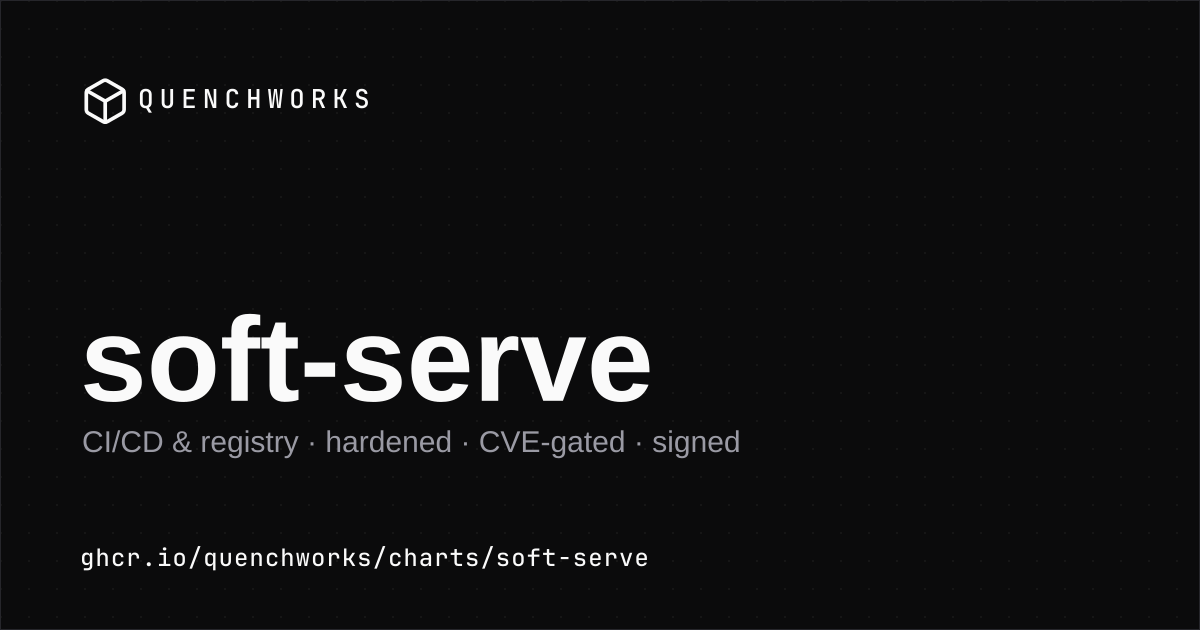 QUENCHWORKS
soft-serve
CI/CD & registry · hardened · CVE-gated · signed
ghcr.io/quenchworks/charts/soft-serve